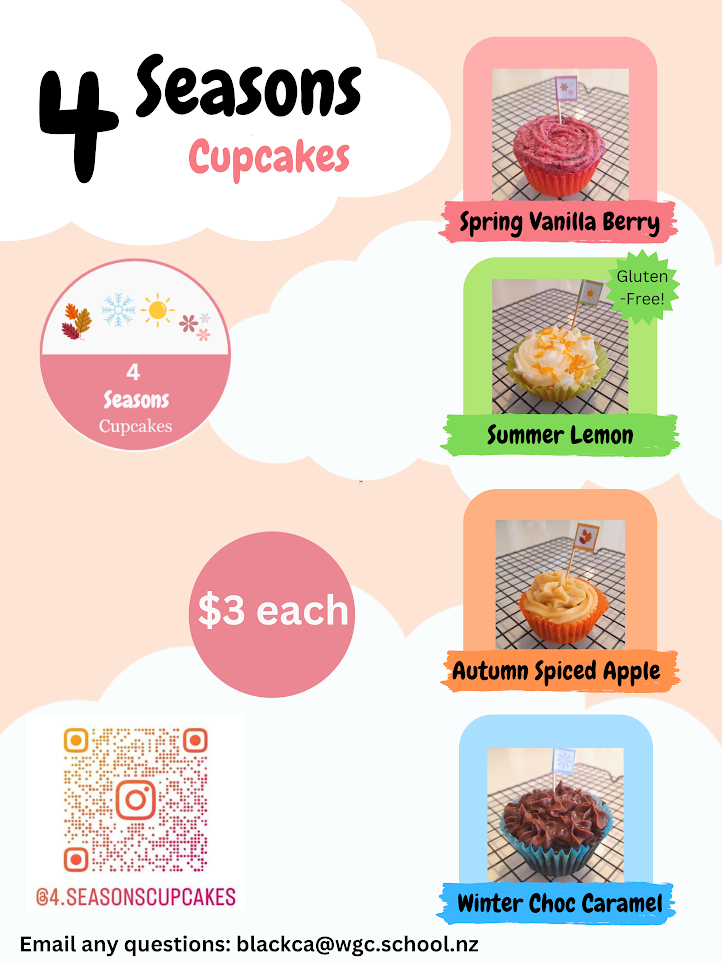 4 Seasons
Cupcakes
Spring Vanilla Berry
Gluten
-Free!
4
Seasons
Cupcakes
Summer Lemon
$3 each
Autumn Spiced Apple
@4.SEASONSCUPCAKES
Winter Choc Caramel
Email any questions: blackca@wgc.school.nz